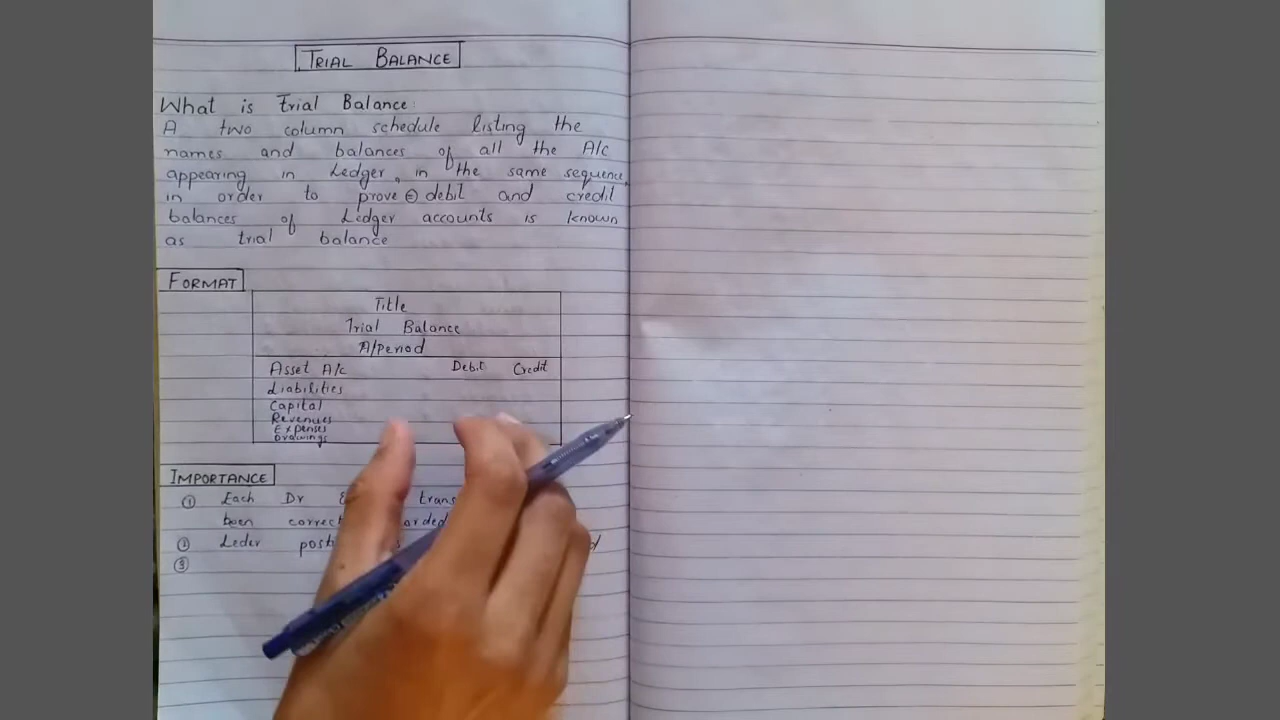 TRIAL BALANCE
What is Trial Balance:
A two column schedule listing the
names and balances of all the A/c
appearing in Ledger, in the same sequence,
in order to prove (=) debit and credit
balances of Ledger accounts is known
as trial balance
FORMAT
Title
Trial Balance
A/Period
Asset A/c Debit Credit
Liabilities
Capital
Revenues
Expenses
Drawings
IMPORTANCE
① Each Dr
been
② Leder
③